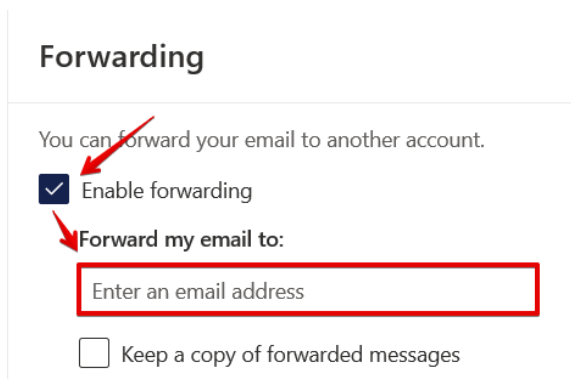 Forwarding
You can forward your email to another account.
Enable forwarding
Forward my email to:
Enter an email address
Keep a copy of forwarded messages